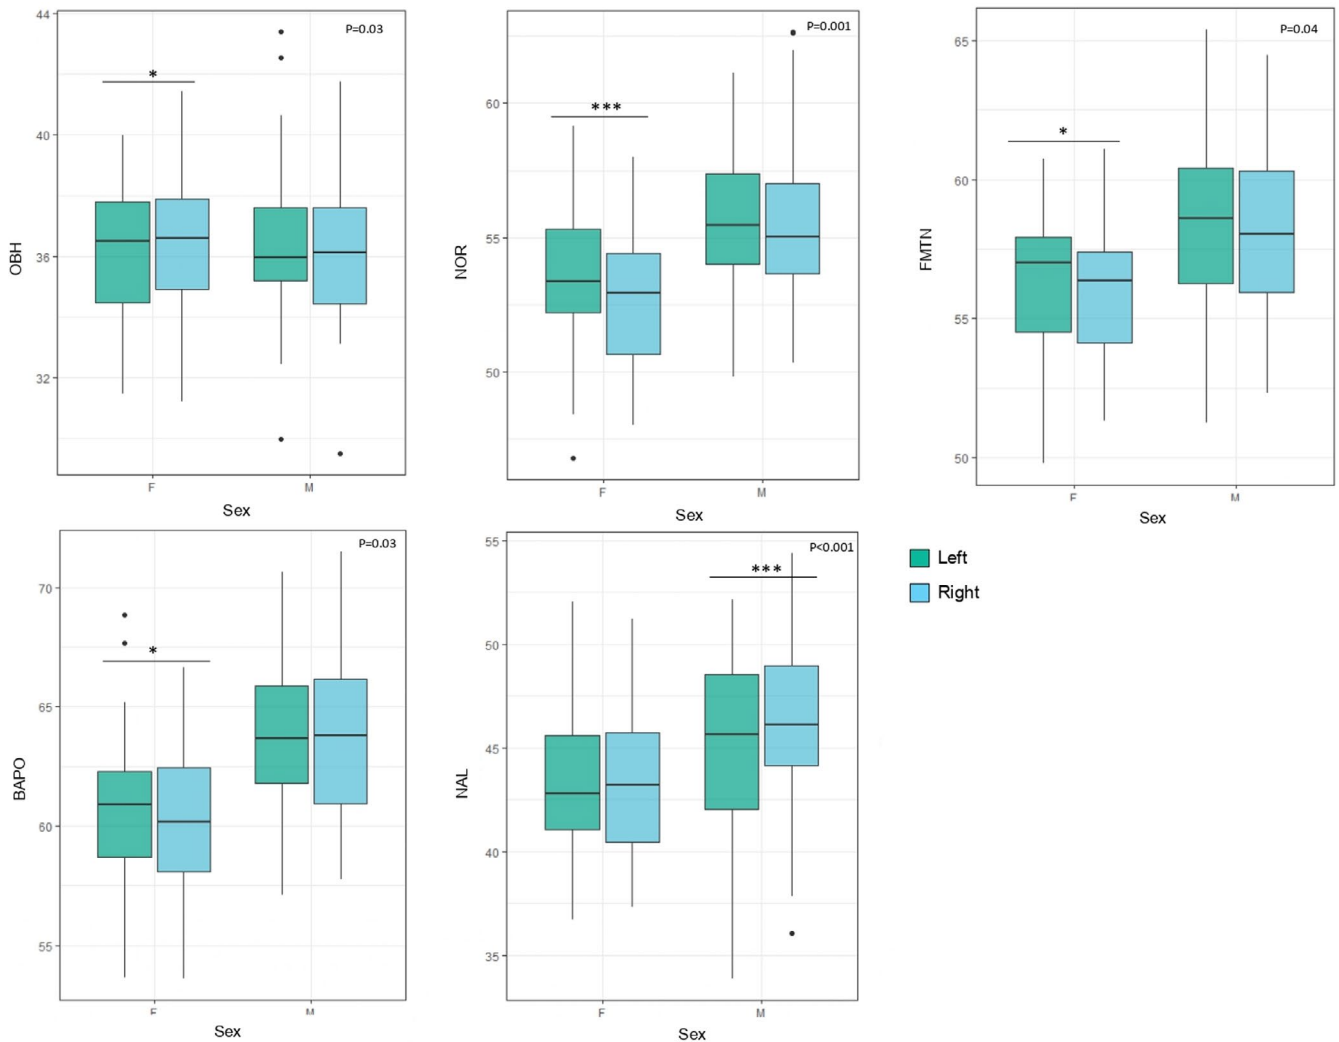 44
40
36
32
OBH
P=0.03
*
F
M
Sex
60
55
50
NOR
P=0.001
***
F
M
Sex
65
60
55
50
FMTN
P=0.04
*
F
M
Sex
70
65
60
55
BAPO
P=0.03
*
F
M
Sex
55
50
45
40
35
NAL
P<0.001
***
F
M
Sex
Left
Right